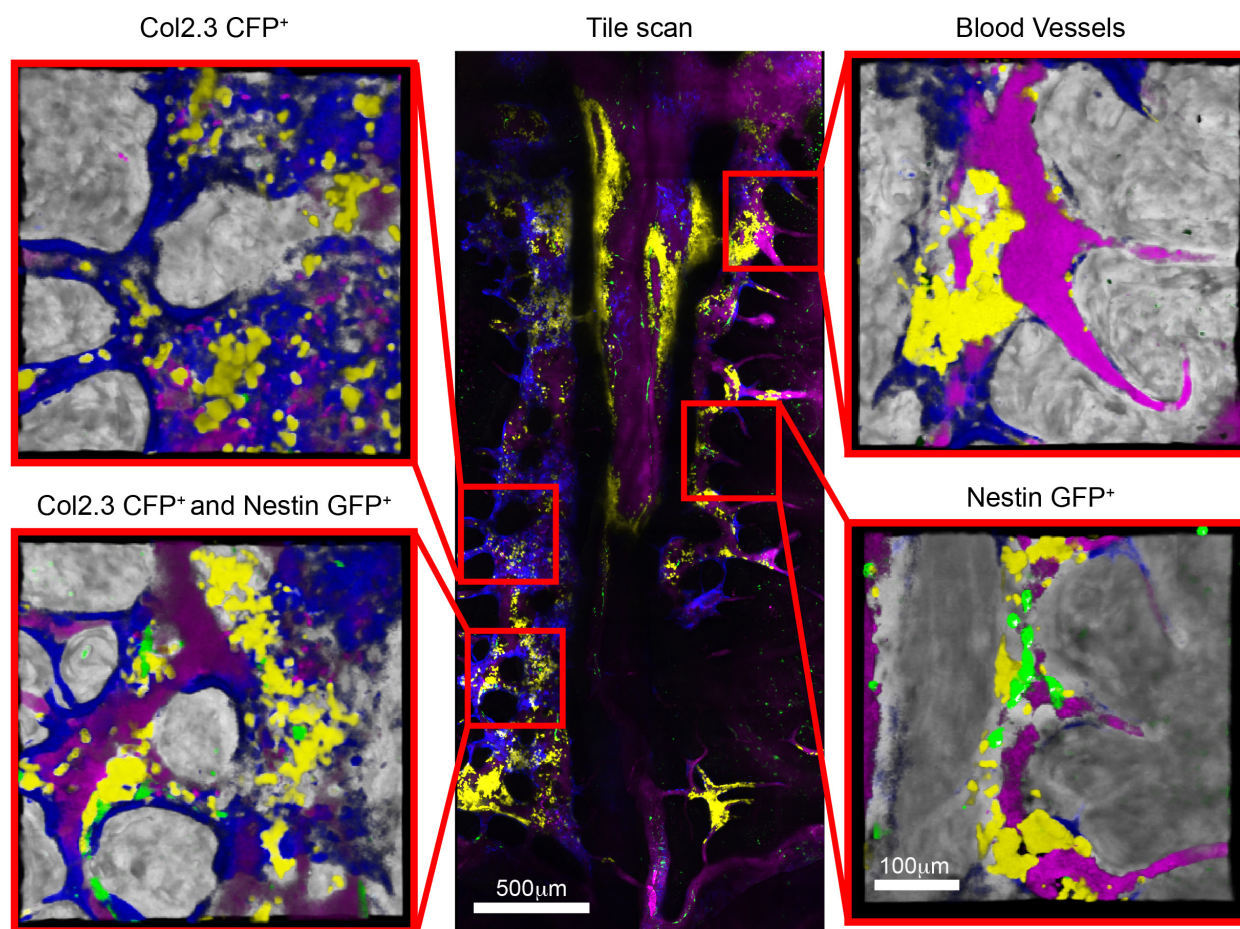 Col2.3 CFP⁺
Tile scan
Blood Vessels
Col2.3 CFP⁺ and Nestin GFP⁺
Nestin GFP⁺
500μm
100μm